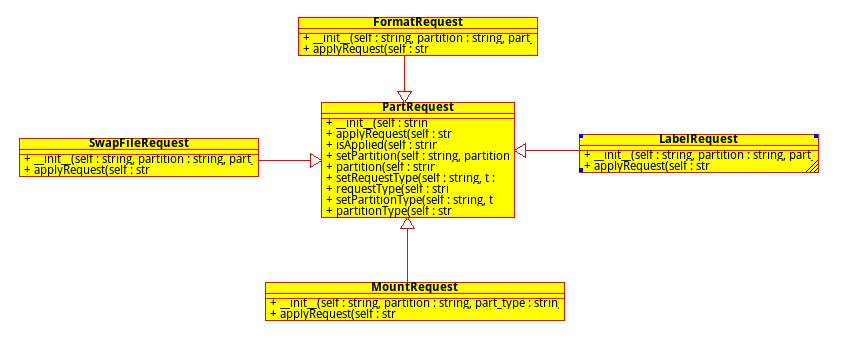 FormatRequest
+ __init__(self : string, partition : string, part_
+ applyRequest(self : str
PartRequest
+ __init__(self : strin
+ applyRequest(self : str
+ isApplied(self : strin
+ setPartition(self : string, partition
+ partition(self : strin
+ setRequestType(self : string, t :
+ requestType(self : stri
+ setPartitionType(self : string, t
+ partitionType(self : str
SwapFileRequest
+ __init__(self : string, partition : string, part_
+ applyRequest(self : str
LabelRequest
+ __init__(self : string, partition : string, part_
+ applyRequest(self : str
MountRequest
+ __init__(self : string, partition : string, part_type : string,
+ applyRequest(self : str